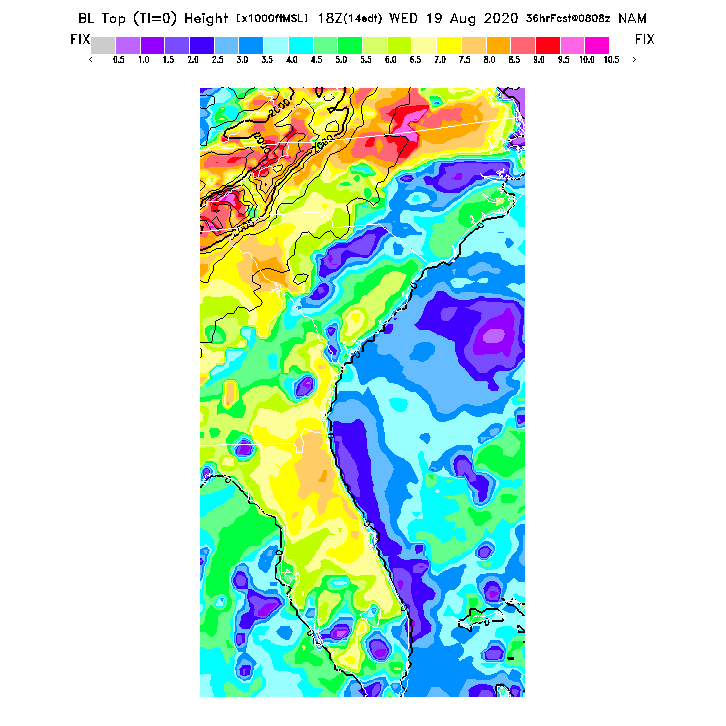 BL Top (TI=0) Height [x1000ftMSL] 18Z(14edt) WED 19 Aug 2020 36hrFcst@0808z NAM
FIX FIX
< 0.5 1.0 1.5 2.0 2.5 3.0 3.5 4.0 4.5 5.0 5.5 6.0 6.5 7.0 7.5 8.0 8.5 9.0 9.5 10.0 10.5 >
2000